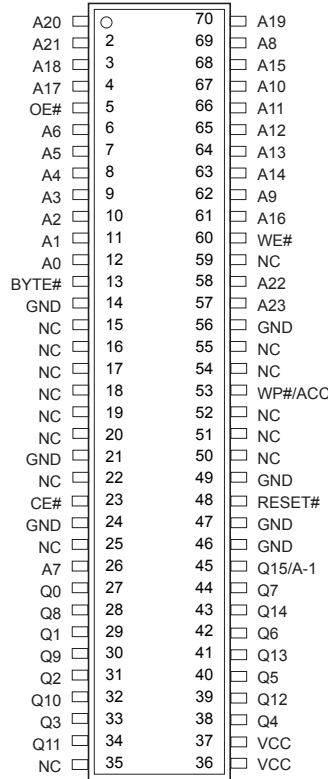 A20 70 A19
A21 2 69 A8
A18 3 68 A15
A17 4 67 A10
OE# 5 66 A11
A6 6 65 A12
A5 7 64 A13
A4 8 63 A14
A3 9 62 A9
A2 10 61 A16
A1 11 60 WE#
A0 12 59 NC
BYTE# 13 58 A22
GND 14 57 A23
NC 15 56 GND
NC 16 55 NC
NC 17 54 NC
NC 18 53 WP#/ACC
NC 19 52 NC
NC 20 51 NC
GND 21 50 NC
NC 22 49 GND
CE# 23 48 RESET#
GND 24 47 GND
NC 25 46 GND
A7 26 45 Q15/A-1
Q0 27 44 Q7
Q8 28 43 Q14
Q1 29 42 Q6
Q9 30 41 Q13
Q2 31 40 Q5
Q10 32 39 Q12
Q3 33 38 Q4
Q11 34 37 VCC
NC 35 36 VCC